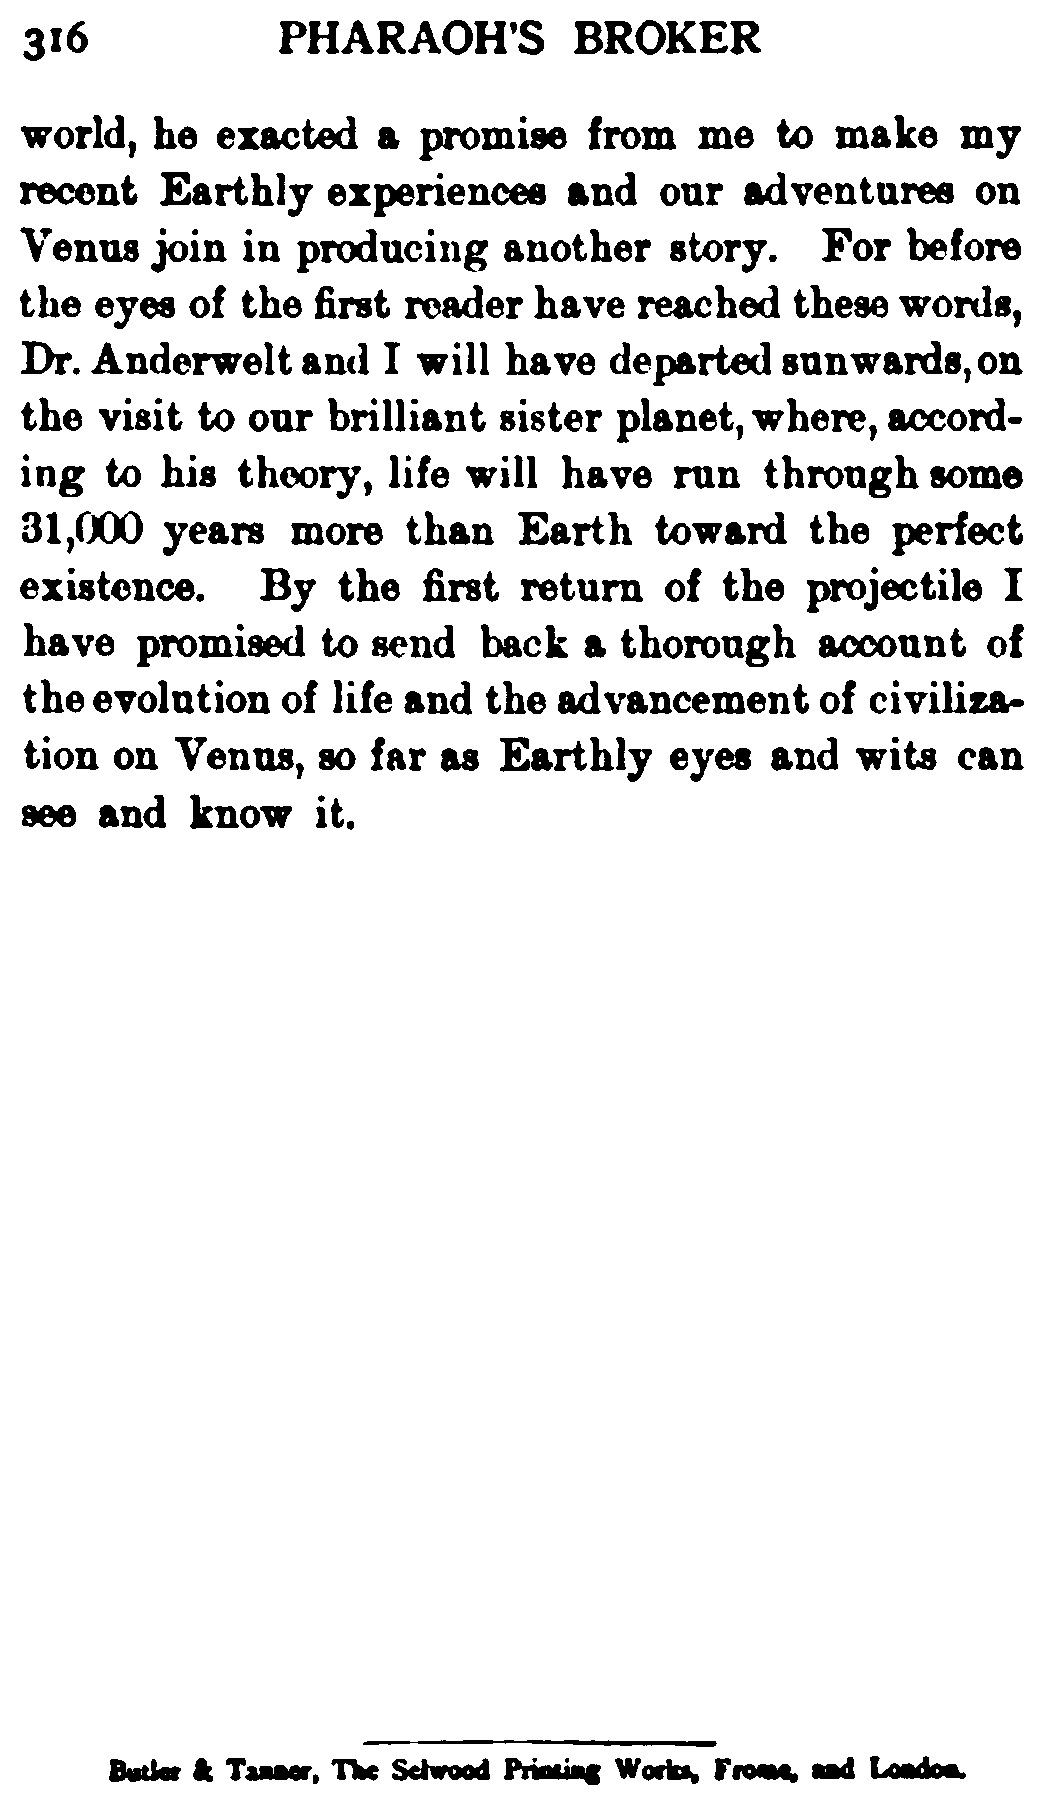 316 PHARAOH'S BROKER
world, he exacted a promise from me to make my
recent Earthly experiences and our adventures on
Venus join in producing another story. For before
the eyes of the first reader have reached these words,
Dr. Anderwelt and I will have departed sunwards, on
the visit to our brilliant sister planet, where, accord-
ing to his theory, life will have run through some
31,000 years more than Earth toward the perfect
existence. By the first return of the projectile I
have promised to send back a thorough account of
the evolution of life and the advancement of civiliza-
tion on Venus, so far as Earthly eyes and wits can
see and know it.
Butler & Tanner, The Selwood Printing Works, Frome, and London.